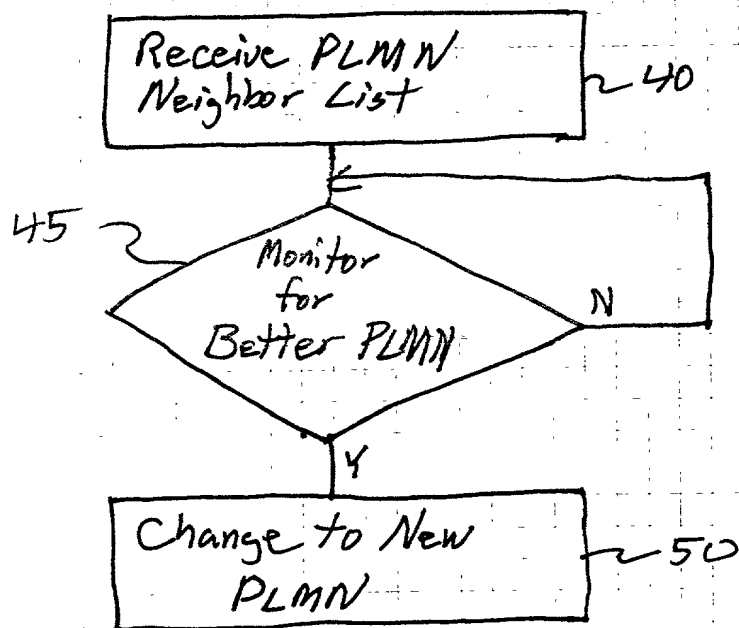 Receive PLMN
Neighbor List
40
45
Monitor
for
Better PLMN
N
Y
Change to New
PLMN
50